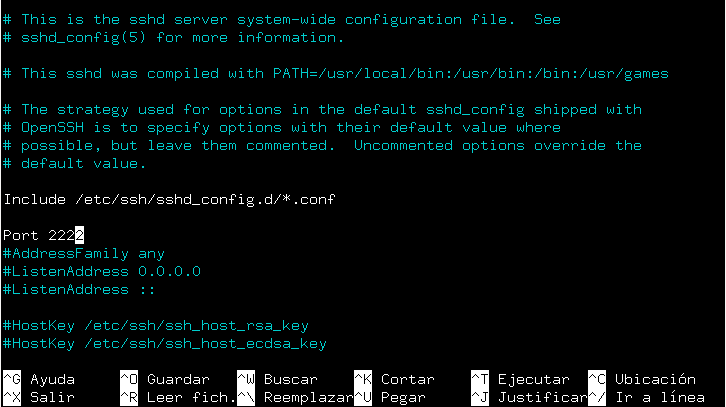 # This is the sshd server system-wide configuration file.  See
# sshd_config(5) for more information.
# This sshd was compiled with PATH=/usr/local/bin:/usr/bin:/bin:/usr/games
# The strategy used for options in the default sshd_config shipped with
# OpenSSH is to specify options with their default value where
# possible, but leave them commented.  Uncommented options override the
# default value.
Include /etc/ssh/sshd_config.d/*.conf
Port 2222
#AddressFamily any
#ListenAddress 0.0.0.0
#ListenAddress ::
#HostKey /etc/ssh/ssh_host_rsa_key
#HostKey /etc/ssh/ssh_host_ecdsa_key
^G Ayuda ^O Guardar ^W Buscar ^K Cortar ^T Ejecutar ^C Ubicación
^X Salir ^R Leer fich. ^\ Reemplazar ^U Pegar ^J Justificar ^/ Ir a línea